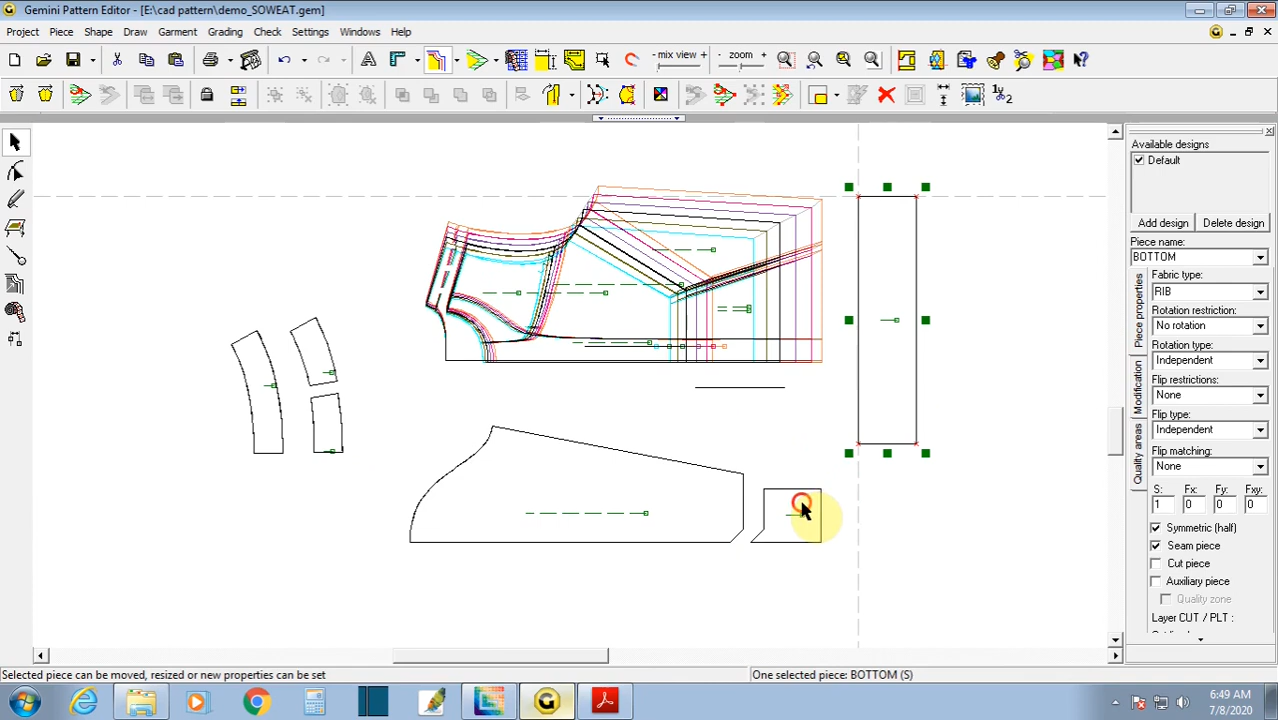 Gemini Pattern Editor - [E:\cad pattern\demo_SOWEAT.gem]
Project Piece Shape Draw Garment Grading Check Settings Windows Help
- mix view +
- zoom +
Available designs
Default
Add design Delete design
Piece name:
BOTTOM
Fabric type:
RIB
Rotation restriction:
No rotation
Rotation type:
Independent
Flip restrictions:
None
Flip type:
Independent
Flip matching:
None
S: Fx: Fy: Fxy:
1 0 0 0
Symmetric (half)
Seam piece
Cut piece
Auxiliary piece
Quality zone
Layer CUT / PLT :
Piece properties
Modification
Quality areas
Selected piece can be moved, resized or new properties can be set
One selected piece: BOTTOM (S)
6:49 AM
7/8/2020